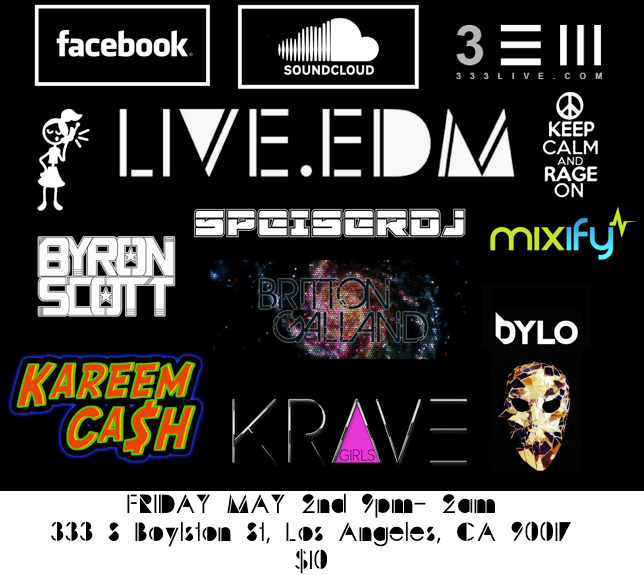 facebook.
SOUNDCLOUD
3
333LIVE.COM
LIVE.EDM
KEEP
CALM
AND
RAGE
ON
SPEISERDJ
mixify
BYRON
SCOTT
BRITTON
GALLAND
BYLO
KAREEM
CA$H
KRAVE
GIRLS
FRIDAY MAY 2nd 9pm- 2am
333 S Boylston St, Los Angeles, CA 90017
$10